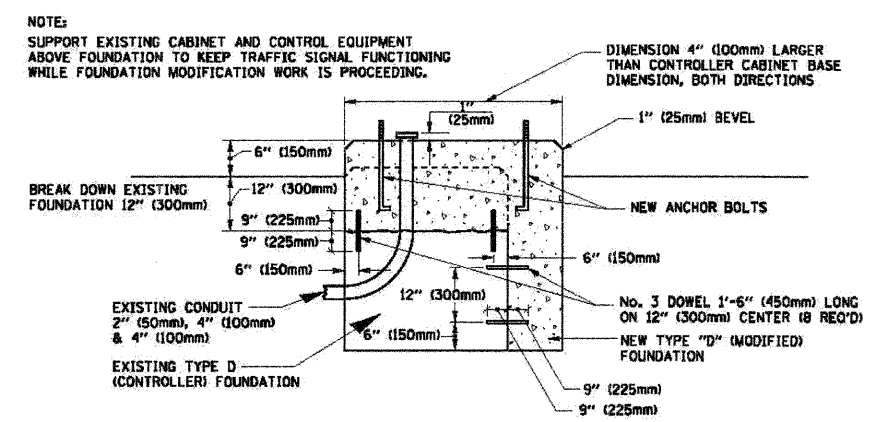 NOTE:
SUPPORT EXISTING CABINET AND CONTROL EQUIPMENT
ABOVE FOUNDATION TO KEEP TRAFFIC SIGNAL FUNCTIONING
WHILE FOUNDATION MODIFICATION WORK IS PROCEEDING.
DIMENSION 4" (100mm) LARGER
THAN CONTROLLER CABINET BASE
DIMENSION, BOTH DIRECTIONS
1"
(25mm)
1" (25mm) BEVEL
6" (150mm)
BREAK DOWN EXISTING
FOUNDATION 12" (300mm)
12" (300mm)
9" (225mm)
9" (225mm)
NEW ANCHOR BOLTS
6" (150mm)
6" (150mm)
12" (300mm)
EXISTING CONDUIT
2" (50mm), 4" (100mm)
& 4" (100mm)
No. 3 DOWEL 1'-6" (450mm) LONG
ON 12" (300mm) CENTER (8 REQ'D)
6" (150mm)
NEW TYPE "D" (MODIFIED)
FOUNDATION
EXISTING TYPE D
(CONTROLLER) FOUNDATION
9" (225mm)
9" (225mm)